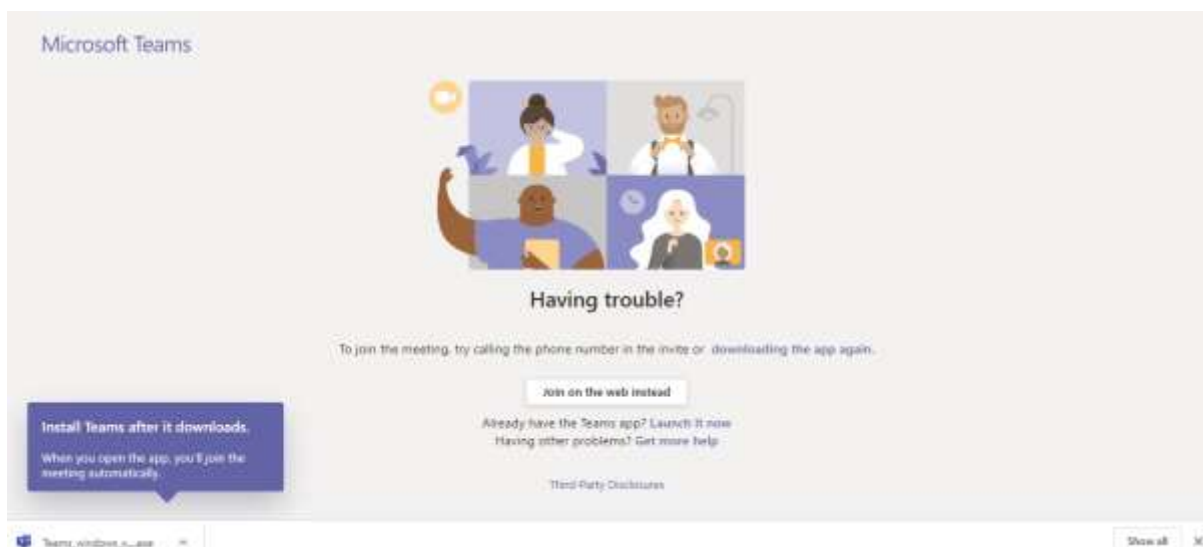 Microsoft Teams
Having trouble?
To join the meeting, try calling the phone number in the invite or downloading the app again.
Join on the web instead
Already have the Teams app? Launch it now
Having other problems? Get more help
Third-Party Disclosures
Install Teams after it downloads.
When you open the app, you'll join the
meeting automatically.
Teams_windows_x....exe
Show all